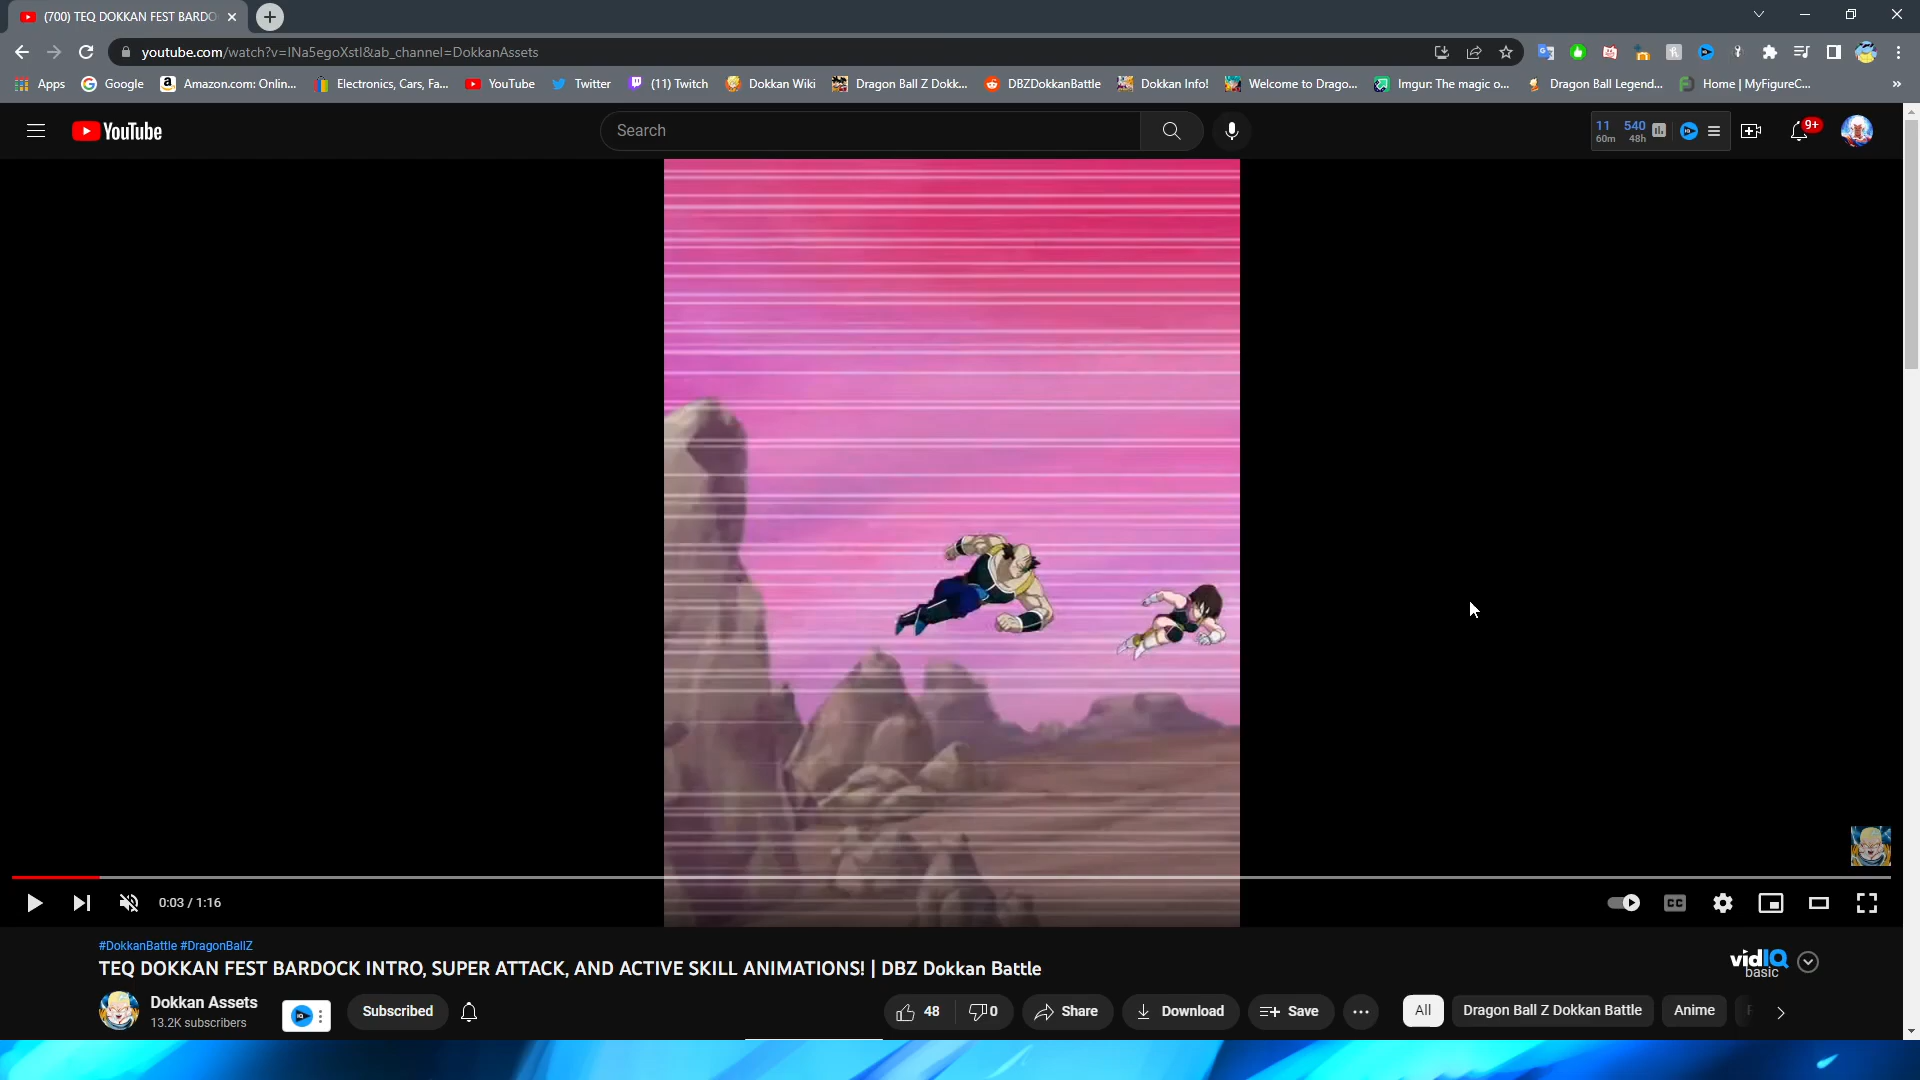 (700) TEQ DOKKAN FEST BARDO
youtube.com/watch?v=lNa5egoXstI&ab_channel=DokkanAssets
Apps Google Amazon.com: Onlin... Electronics, Cars, Fa... YouTube Twitter (11) Twitch Dokkan Wiki Dragon Ball Z Dokk... DBZDokkanBattle Dokkan Info! Welcome to Drago... Imgur: The magic o... Dragon Ball Legend... Home | MyFigureC... »
YouTube Search 11 540 9+
60m 48h
0:03 / 1:16 CC
#DokkanBattle #DragonBallZ
TEQ DOKKAN FEST BARDOCK INTRO, SUPER ATTACK, AND ACTIVE SKILL ANIMATIONS! | DBZ Dokkan Battle
vidIQ
basic
Dokkan Assets
13.2K subscribers
Subscribed 48 0 Share Download Save All Dragon Ball Z Dokkan Battle Anime